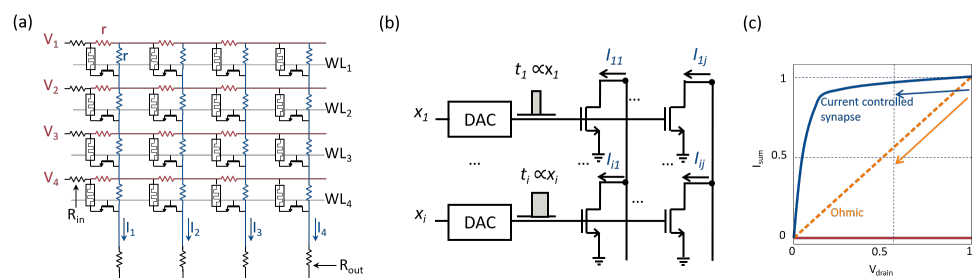 (a)
V1 r
r
WL1
V2
WL2
V3
WL3
V4
WL4
Rin
I1 I2 I3 I4
Rout
(b)
t1 ∝x1
I11 I1j
x1 DAC
...
... ... ...
ti ∝xi
Ii1 Iij
xi DAC
...
(c)
1
Current controlled
synapse
Isum
0.5
Ohmic
0
0 0.5 1
Vdrain